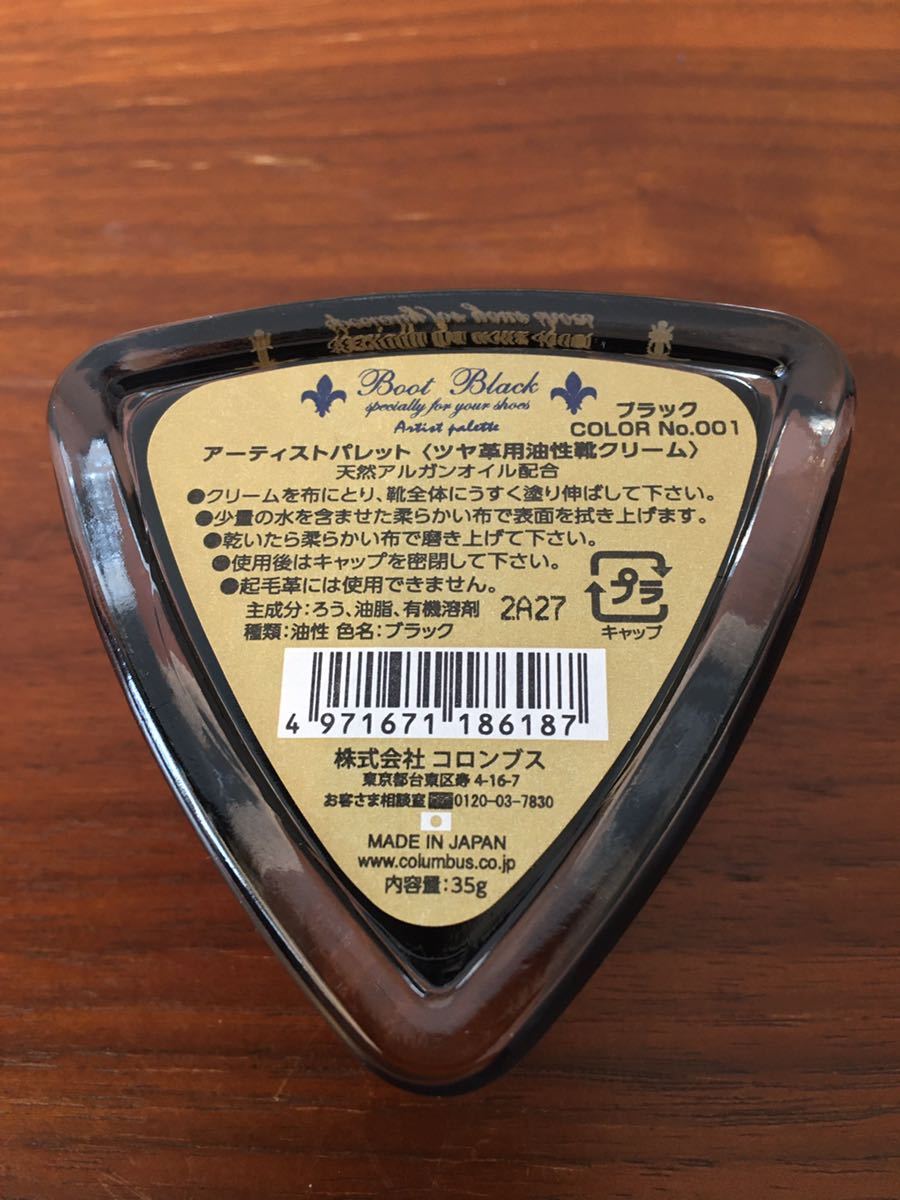 Boot Black
specially for your shoes
Artist palette
ブラック
COLOR No.001
アーティストパレット〈ツヤ革用油性靴クリーム〉
天然アルガンオイル配合
●クリームを布にとり、靴全体にうすく塗り伸ばして下さい。
●少量の水を含ませた柔らかい布で表面を拭き上げます。
●乾いたら柔らかい布で磨き上げて下さい。
●使用後はキャップを密閉して下さい。
●起毛革には使用できません。
主成分:ろう、油脂、有機溶剤
2A27
プラ
キャップ
種類:油性 色名:ブラック
4 971671 186187
株式会社 コロンブス
東京都台東区寿 4-16-7
お客さま相談室 0120-03-7830
MADE IN JAPAN
www.columbus.co.jp
内容量:35g